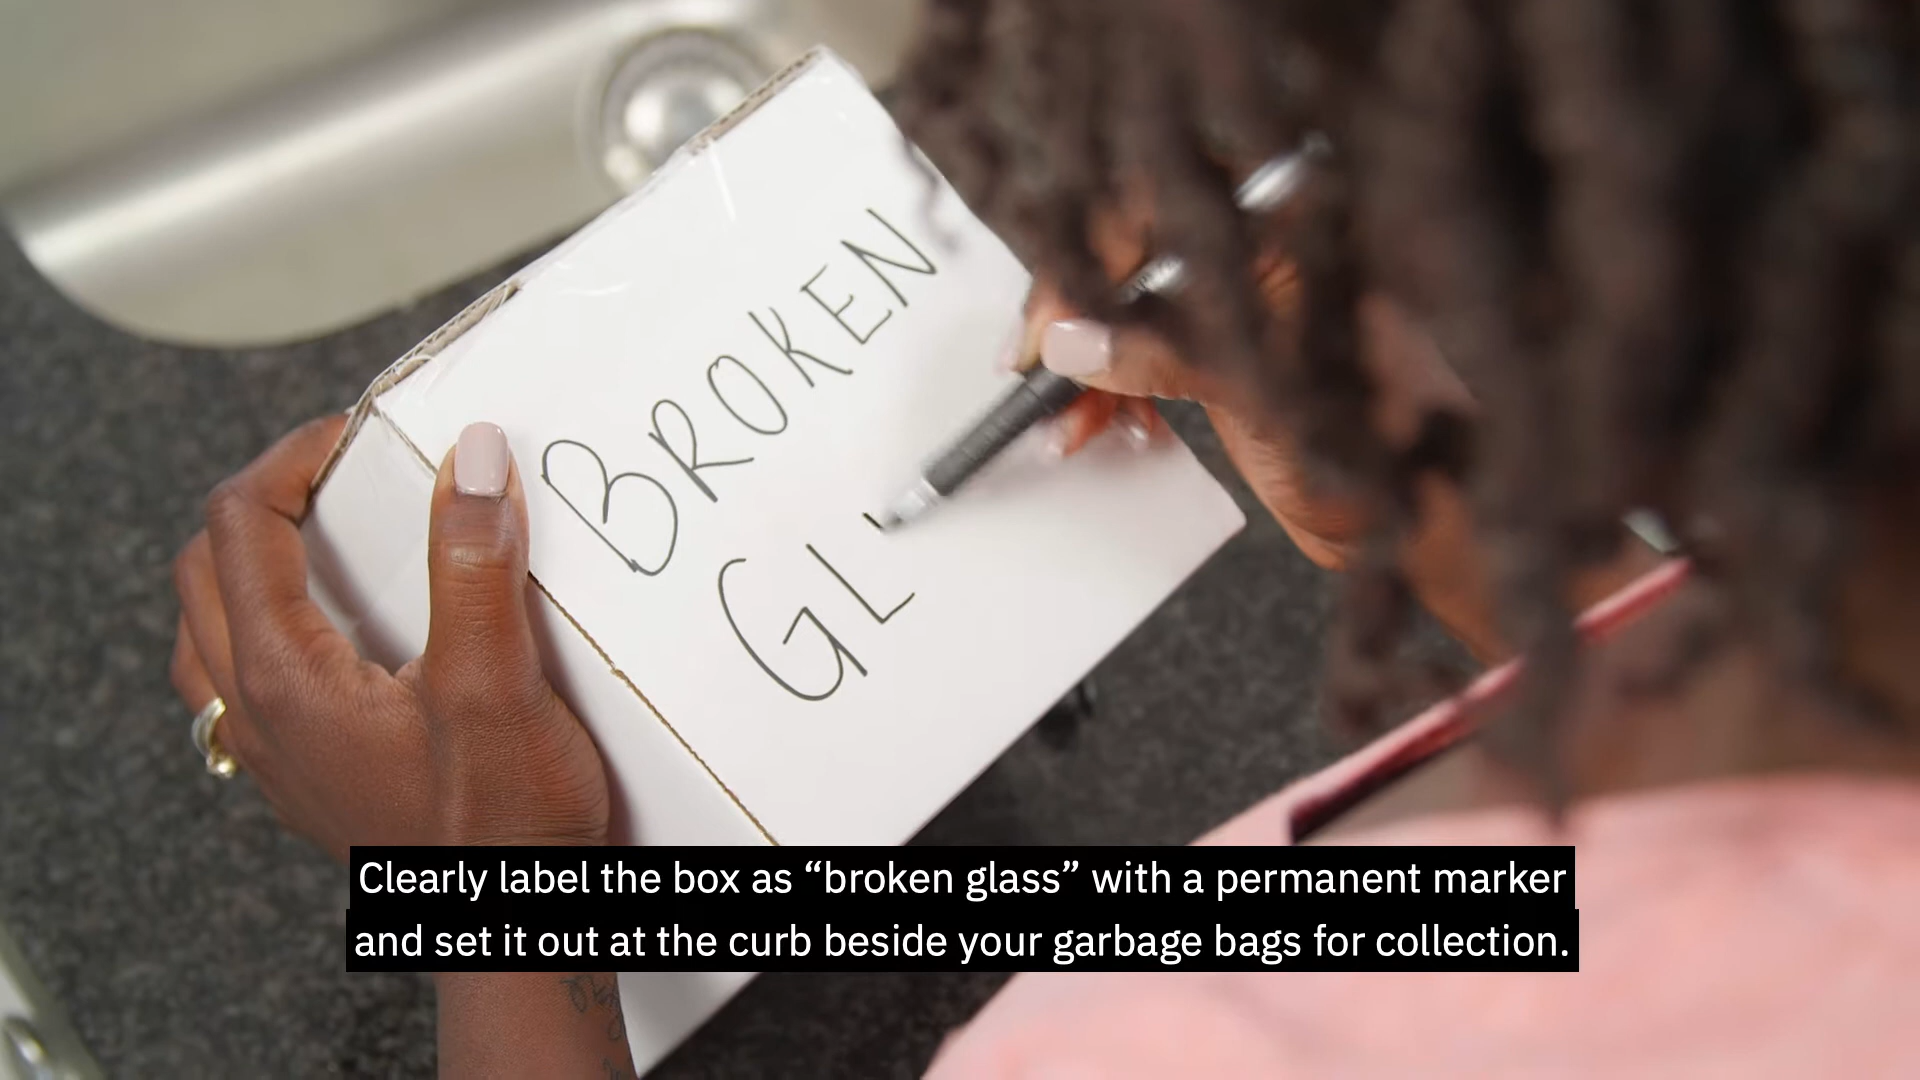 BROKEN
GL
Clearly label the box as “broken glass” with a permanent marker
and set it out at the curb beside your garbage bags for collection.